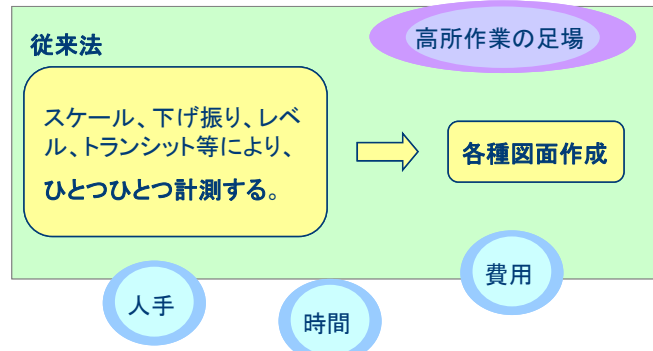 高所作業の足場
従来法
スケール、下げ振り、レベ
ル、トランシット等により、
ひとつひとつ計測する。
各種図面作成
費用
人手
時間